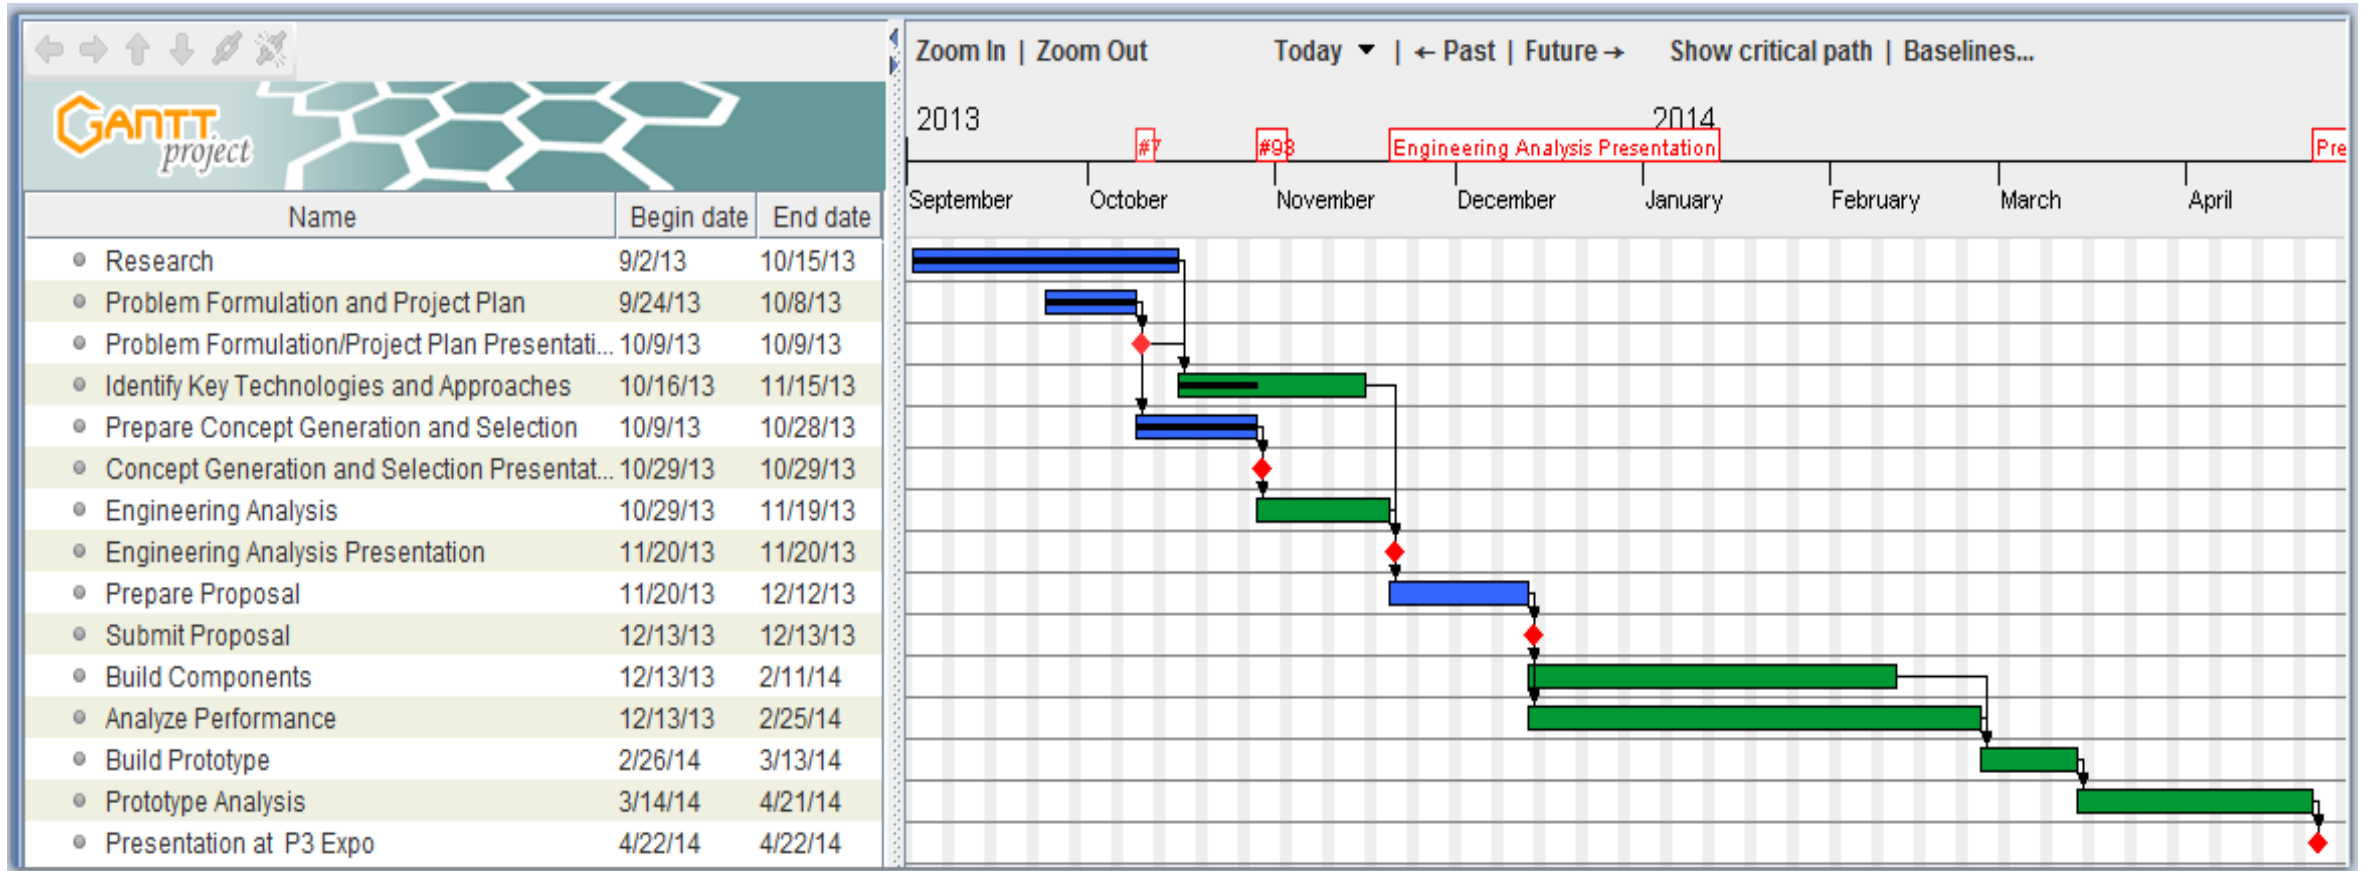 Zoom In | Zoom Out Today ▼ | ← Past | Future → Show critical path | Baselines...
GANTT
project
2013 2014
#7 #98 Engineering Analysis Presentation Pre
September October November December January February March April
Name Begin date End date
Research 9/2/13 10/15/13
Problem Formulation and Project Plan 9/24/13 10/8/13
Problem Formulation/Project Plan Presentati... 10/9/13 10/9/13
Identify Key Technologies and Approaches 10/16/13 11/15/13
Prepare Concept Generation and Selection 10/9/13 10/28/13
Concept Generation and Selection Presentat... 10/29/13 10/29/13
Engineering Analysis 10/29/13 11/19/13
Engineering Analysis Presentation 11/20/13 11/20/13
Prepare Proposal 11/20/13 12/12/13
Submit Proposal 12/13/13 12/13/13
Build Components 12/13/13 2/11/14
Analyze Performance 12/13/13 2/25/14
Build Prototype 2/26/14 3/13/14
Prototype Analysis 3/14/14 4/21/14
Presentation at P3 Expo 4/22/14 4/22/14